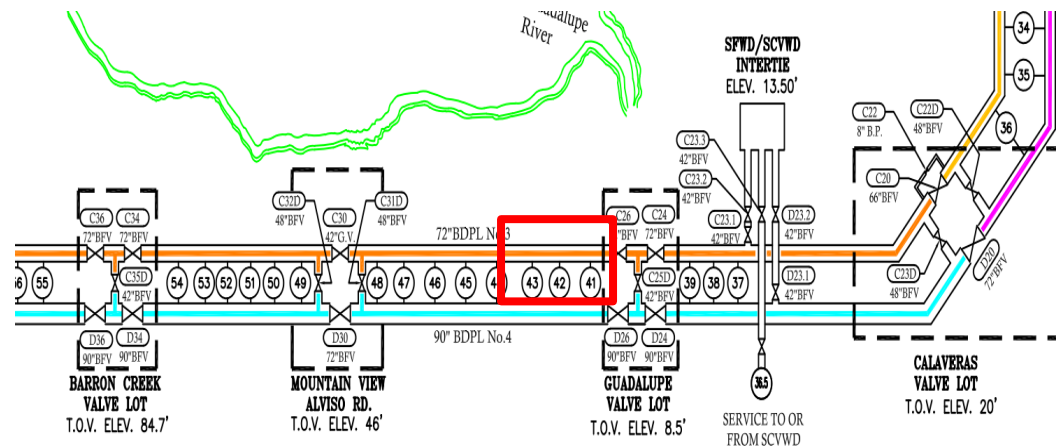 River
SFWD/SCVWD
INTERTIE
ELEV. 13.50'
34
35
36
C22
8" B.P.
C22D
48"BFV
C20
66"BFV
C23D
48"BFV
D20D
72"BFV
C23.3
42"BFV
C23.2
42"BFV
C23.1
42"BFV
D23.2
42"BFV
D23.1
42"BFV
C36
72"BFV
C34
72"BFV
C32D
48"BFV
C30
42"G.V.
C31D
48"BFV
72"BDPL No.3
C26
C24
72"BFV
55
C35D
42"BFV
54
53
52
51
50
49
48
47
46
45
43
42
41
C25D
42"BFV
39
38
37
D36
90"BFV
D34
90"BFV
D30
72"BFV
90" BDPL No.4
D26
90"BFV
D24
90"BFV
BARRON CREEK
VALVE LOT
T.O.V. ELEV. 84.7'
MOUNTAIN VIEW
ALVISO RD.
T.O.V. ELEV. 46'
GUADALUPE
VALVE LOT
T.O.V. ELEV. 8.5'
36.5
SERVICE TO OR
FROM SCVWD
CALAVERAS
VALVE LOT
T.O.V. ELEV. 20'